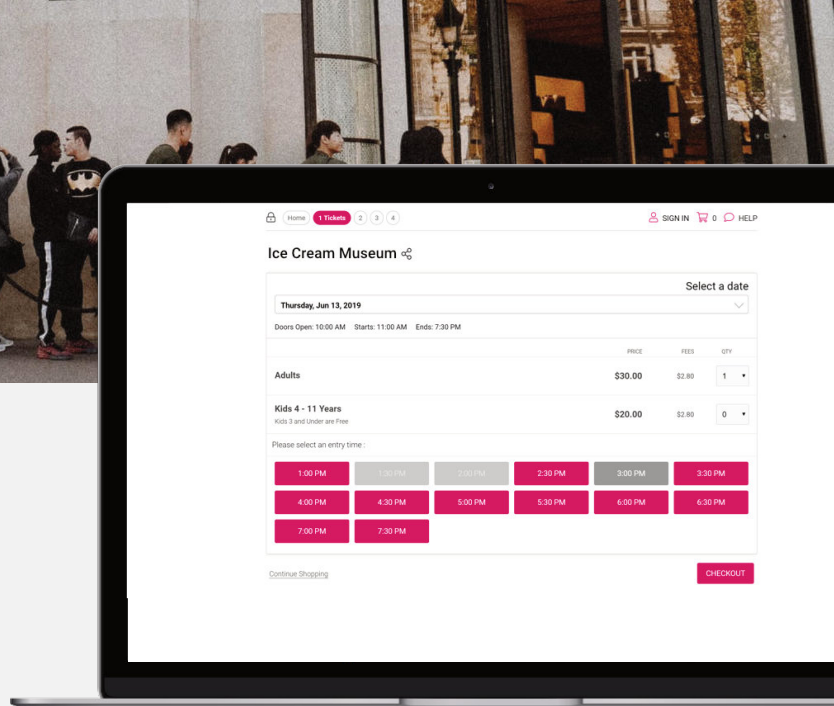 Home 1 Tickets 2 3 4 SIGN IN 0 HELP
Ice Cream Museum
Select a date
Thursday, Jun 13, 2019
Doors Open: 10:00 AM Starts: 11:00 AM Ends: 7:30 PM
PRICE FEES QTY
Adults $30.00 $2.80 1
Kids 4 - 11 Years $20.00 $2.80 0
Kids 3 and Under are Free
Please select an entry time :
1:00 PM 1:30 PM 2:00 PM 2:30 PM 3:00 PM 3:30 PM
4:00 PM 4:30 PM 5:00 PM 5:30 PM 6:00 PM 6:30 PM
7:00 PM 7:30 PM
Continue Shopping CHECKOUT